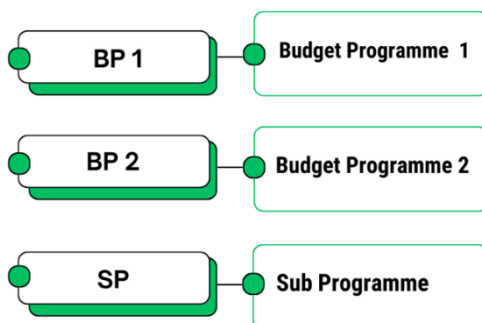 BP 1
Budget Programme 1
BP 2
Budget Programme 2
SP
Sub Programme